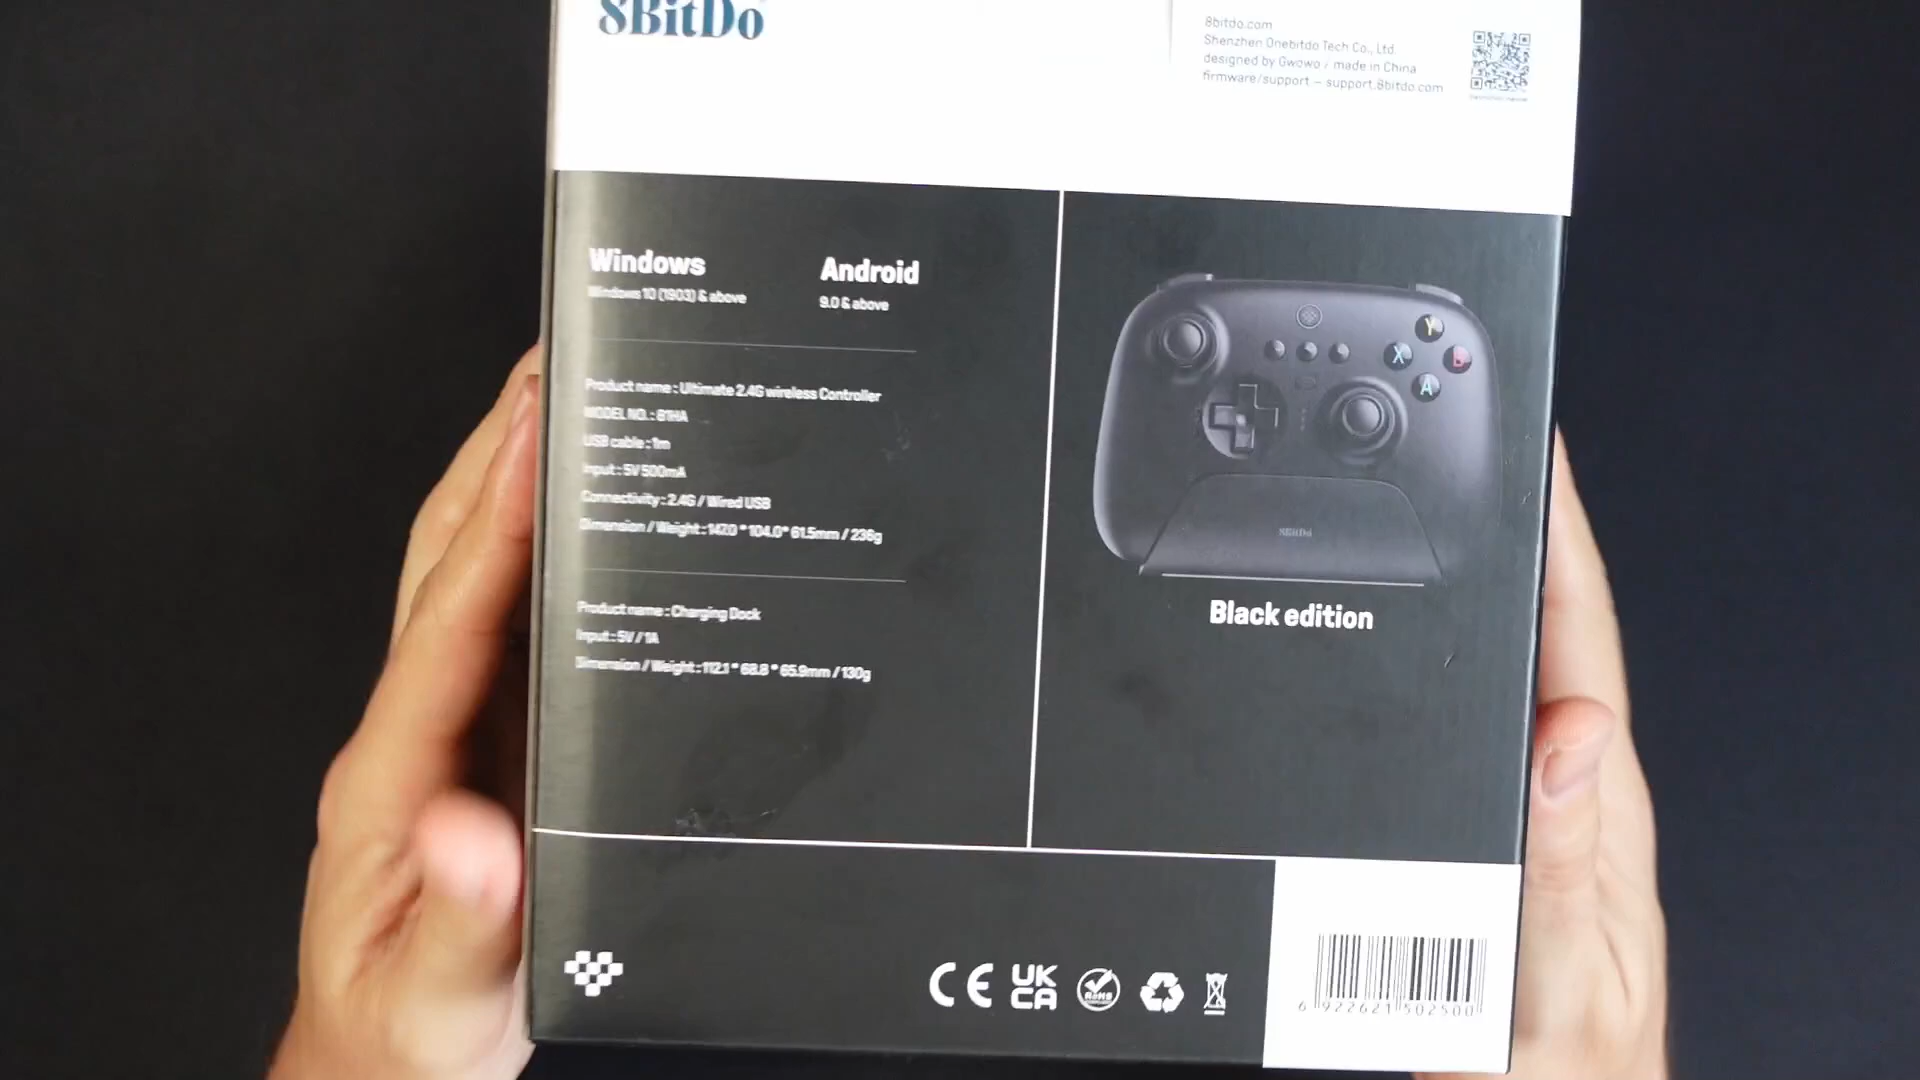 8BitDo
8bitdo.com
Shenzhen Onebitdo Tech Co., Ltd.
designed by Gwowo / made in China
firmware/support – support.8bitdo.com
Windows
Windows 10 (1903) & above
Android
9.0 & above
Product name : Ultimate 2.4G wireless Controller
MODEL NO. : 81HA
USB cable : 1m
Input : 5V 500mA
Connectivity : 2.4G / Wired USB
Dimension / Weight : 147.0 * 104.0 * 61.5mm / 236g
Product name : Charging Dock
Input : 5V / 1A
Dimension / Weight : 112.1 * 68.8 * 65.9mm / 130g
Y
X
B
A
8BitDo
Black edition
CE
UK
CA
RoHS
6 922621 502500